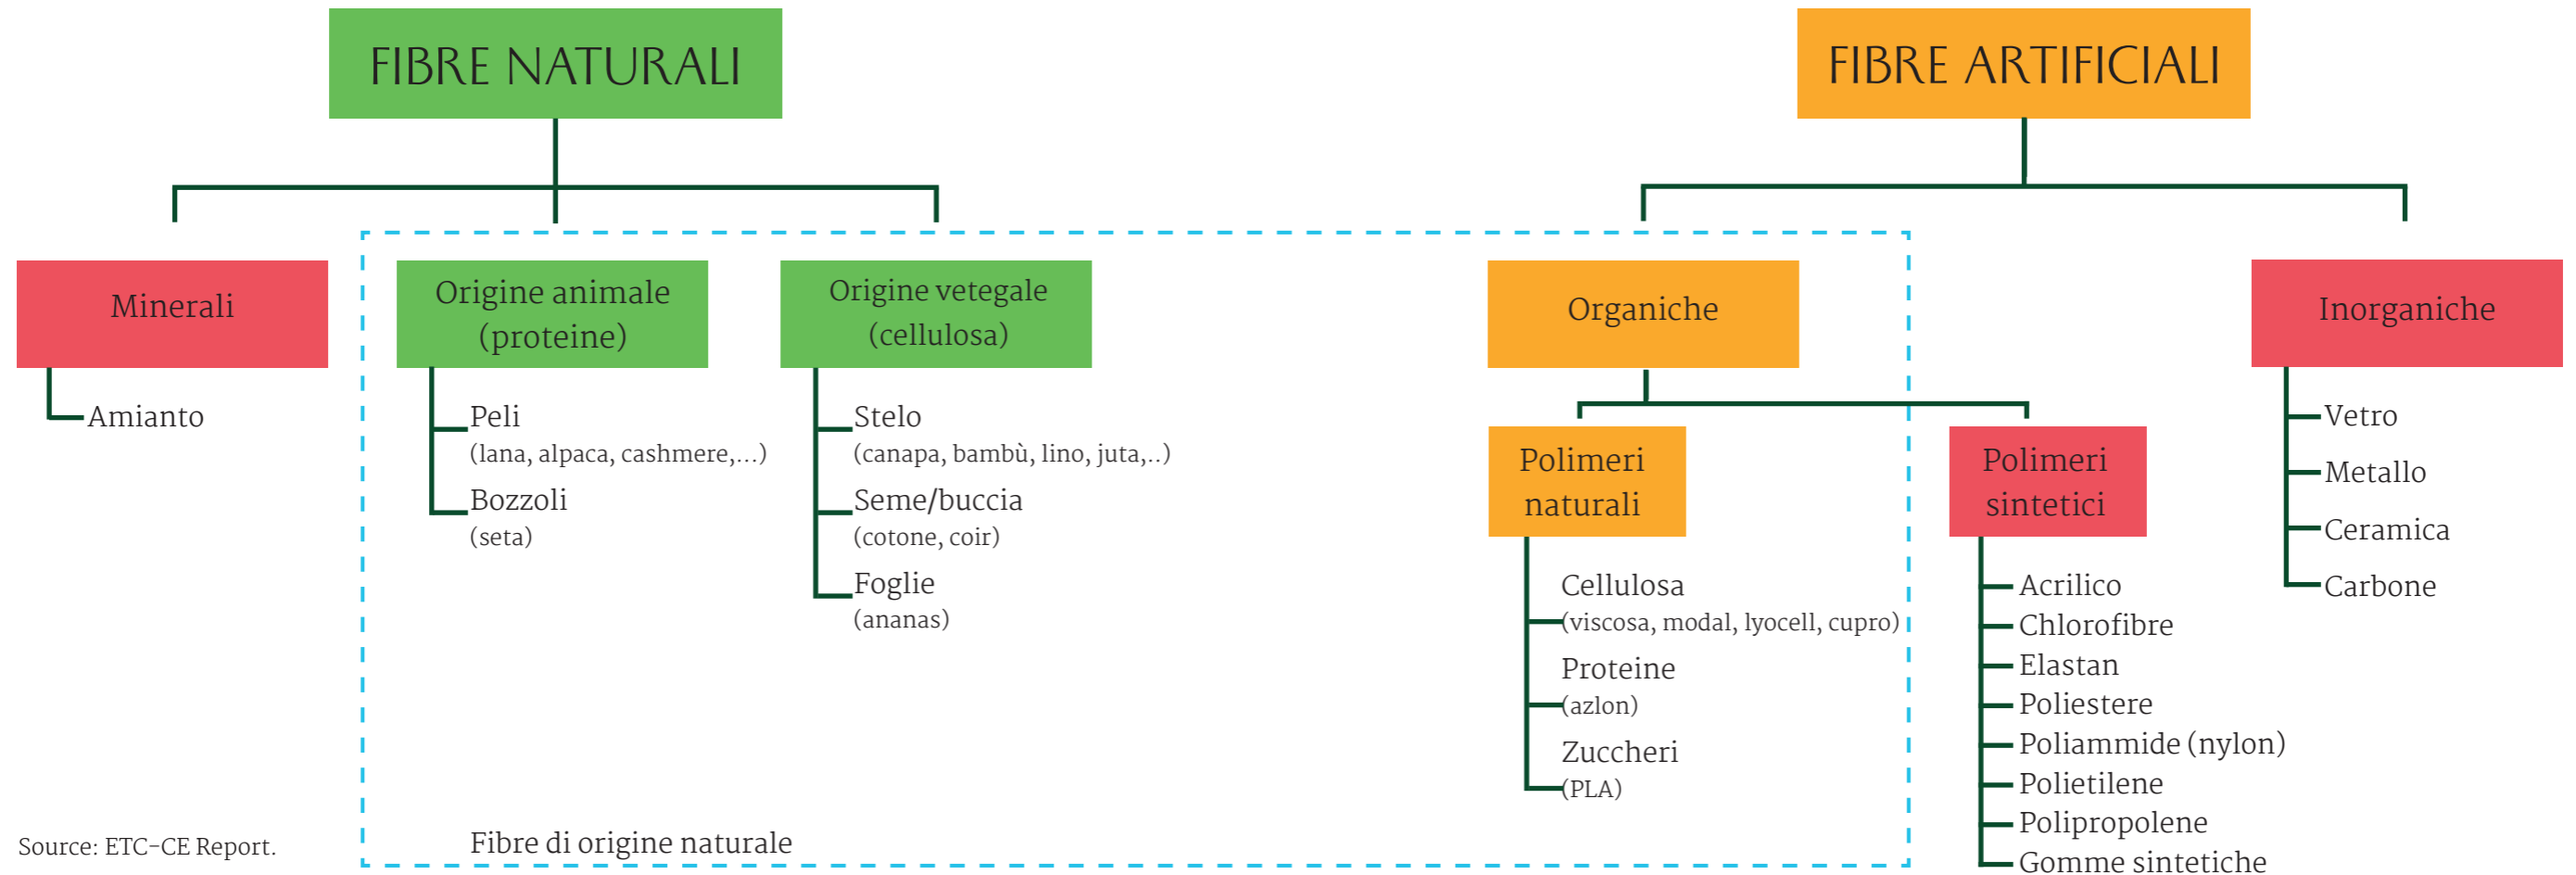 FIBRE NATURALI
FIBRE ARTIFICIALI
Minerali
Amianto
Origine animale
(proteine)
Peli
(lana, alpaca, cashmere,...)
Bozzoli
(seta)
Origine vetegale
(cellulosa)
Stelo
(canapa, bambù, lino, juta,..)
Seme/buccia
(cotone, coir)
Foglie
(ananas)
Organiche
Polimeri
naturali
Cellulosa
(viscosa, modal, lyocell, cupro)
Proteine
(azlon)
Zuccheri
(PLA)
Polimeri
sintetici
Acrilico
Chlorofibre
Elastan
Poliestere
Poliammide (nylon)
Polietilene
Polipropolene
Gomme sintetiche
Inorganiche
Vetro
Metallo
Ceramica
Carbone
Fibre di origine naturale
Source: ETC-CE Report.